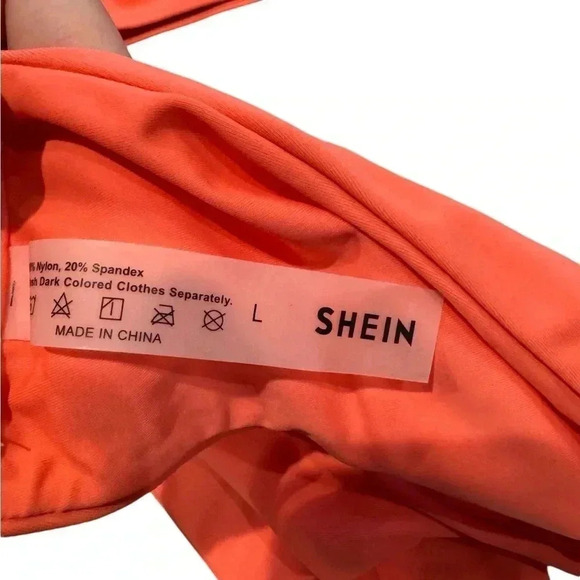 Nylon, 20% Spandex
Dark Colored Clothes Separately.
L
SHEIN
MADE IN CHINA